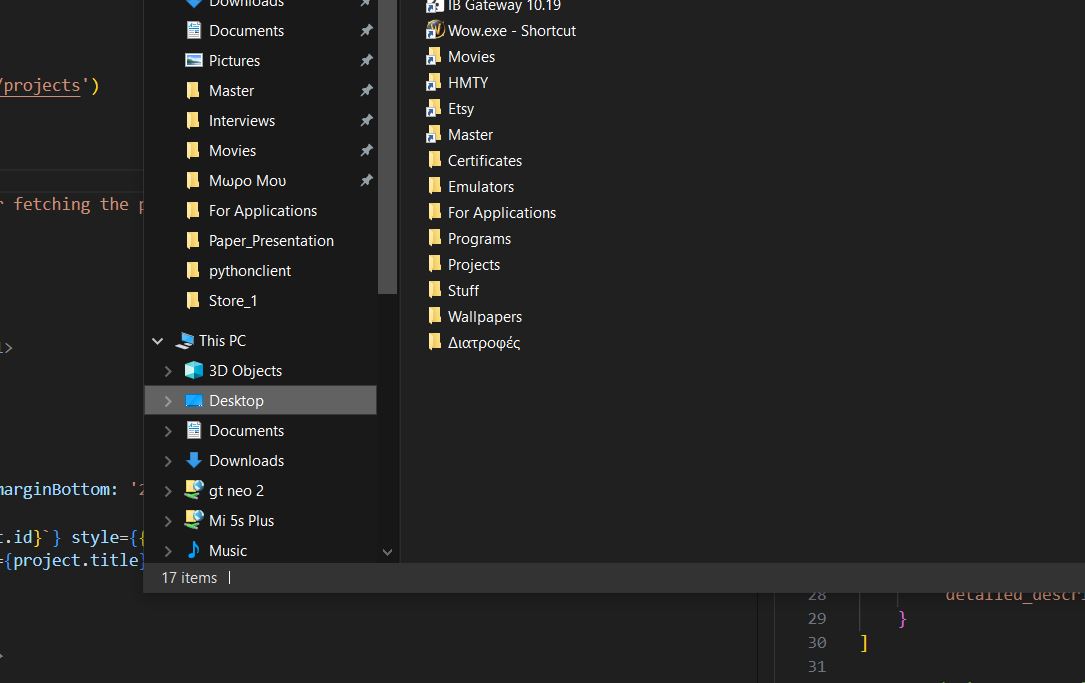 Downloads
Documents
Pictures
Master
Interviews
Movies
Μωρο Μου
For Applications
Paper_Presentation
pythonclient
Store_1
This PC
3D Objects
Desktop
Documents
Downloads
gt neo 2
Mi 5s Plus
Music
IB Gateway 10.19
Wow.exe - Shortcut
Movies
HMTY
Etsy
Master
Certificates
Emulators
For Applications
Programs
Projects
Stuff
Wallpapers
Διατροφές
17 items
/projects')
r fetching the p
>
marginBottom: '2
t.id}`} style={{
={project.title}
28 detailed_descri
29 }
30 ]
31